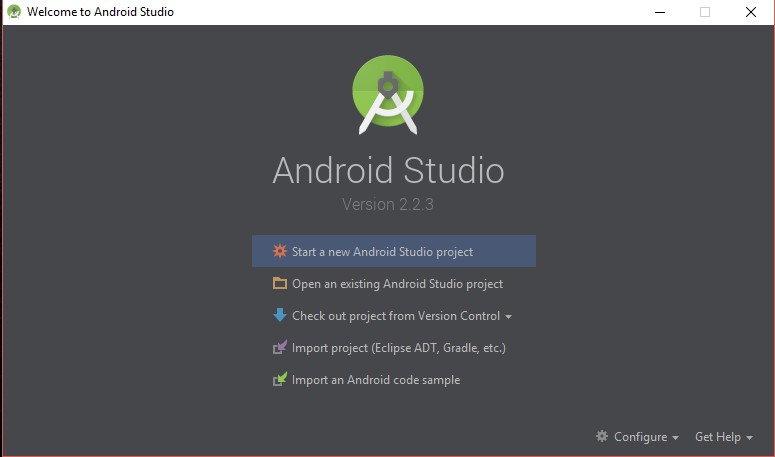 Welcome to Android Studio
Android Studio
Version 2.2.3
Start a new Android Studio project
Open an existing Android Studio project
Check out project from Version Control
Import project (Eclipse ADT, Gradle, etc.)
Import an Android code sample
Configure Get Help